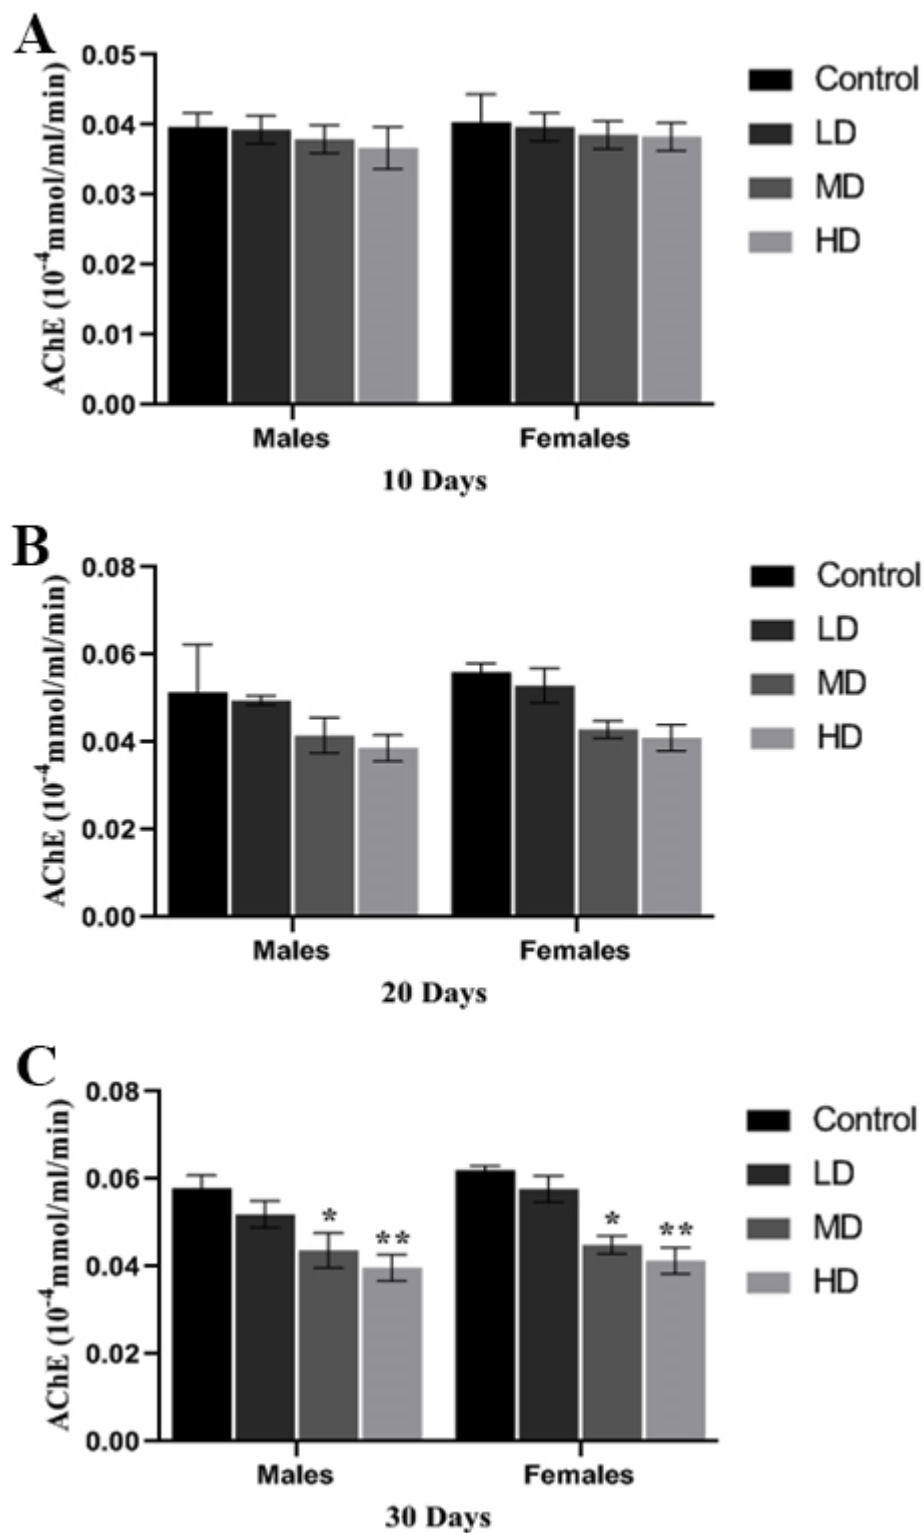 A
AChE (10⁻⁴mmol/ml/min)
0.05
0.04
0.03
0.02
0.01
0.00
Males
Females
10 Days
Control
LD
MD
HD
B
AChE (10⁻⁴mmol/ml/min)
0.08
0.06
0.04
0.02
0.00
Males
Females
20 Days
Control
LD
MD
HD
C
AChE (10⁻⁴mmol/ml/min)
0.08
0.06
0.04
0.02
0.00
*
**
*
**
Males
Females
30 Days
Control
LD
MD
HD